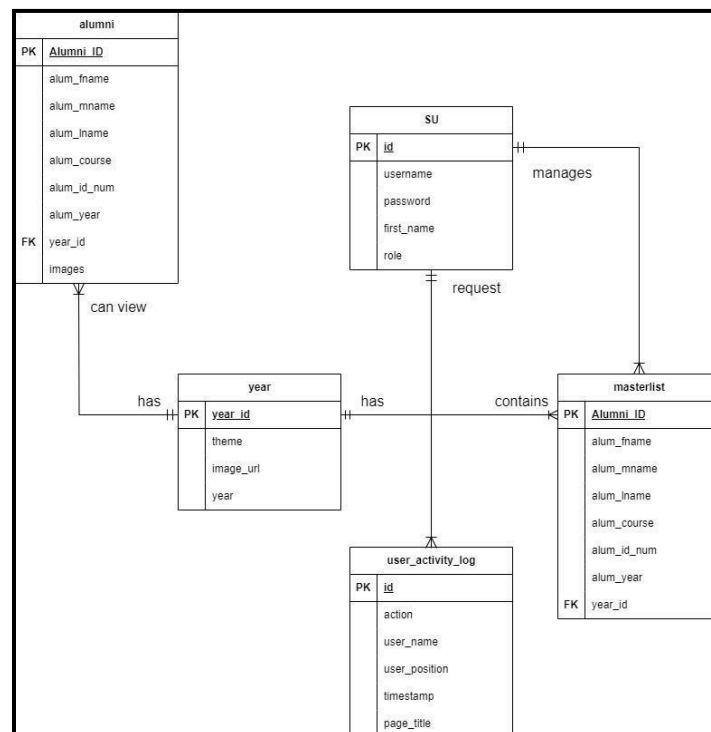 alumni
PK Alumni_ID
alum_fname
alum_mname
alum_lname
alum_course
alum_id_num
alum_year
FK year_id
images
can view
SU
PK id
username
password
first_name
role
manages
request
has
year
PK year_id
theme
image_url
year
has
contains
masterlist
PK Alumni_ID
alum_fname
alum_mname
alum_lname
alum_course
alum_id_num
alum_year
FK year_id
user_activity_log
PK id
action
user_name
user_position
timestamp
page_title